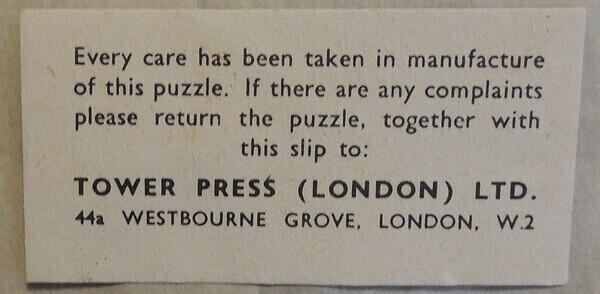 Every care has been taken in manufacture
of this puzzle. If there are any complaints
please return the puzzle, together with
this slip to:
TOWER PRESS (LONDON) LTD.
44a WESTBOURNE GROVE, LONDON, W.2